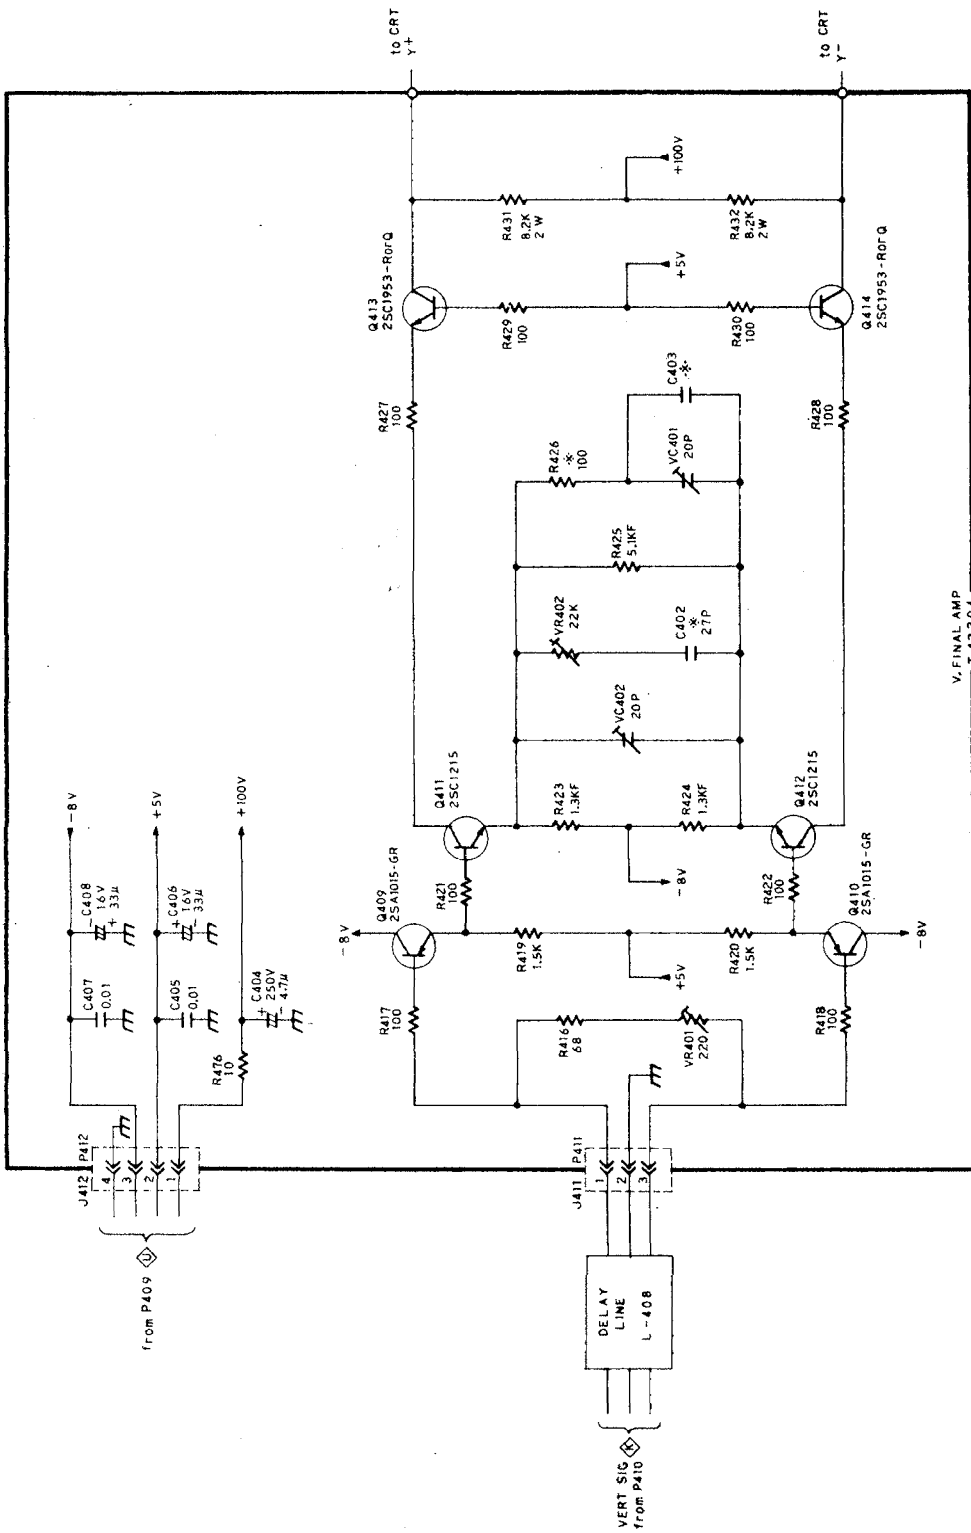 to CRT
Y+
to CRT
Y-
+100V
R431
8.2K
2W
R432
8.2K
2W
Q413
2SC1953-RorQ
+5V
R429
100
R430
100
Q414
2SC1953-RorQ
R427
100
C403
※
R428
100
R426
※
100
VC401
20P
R425
5.1KF
VR402
22K
C402
※
27P
VC402
20P
V. FINAL AMP
-8V
+5V
+100V
Q411
2SC1215
R423
1.3KF
R424
1.3KF
Q412
2SC1215
-8V
C408
16V
33μ
C406
16V
33μ
C404
250V
4.7μ
C407
0.01
C405
0.01
R476
10
Q409
2SA1015-GR
-8V
R421
100
R422
100
Q410
2SA1015-GR
-8V
R419
1.5K
R420
1.5K
+5V
R417
100
R418
100
R416
68
VR401
220
P412
J412
4
3
2
1
P411
J411
1
2
3
from P409 U
DELAY
LINE
L-408
VERT SIG K
from P410